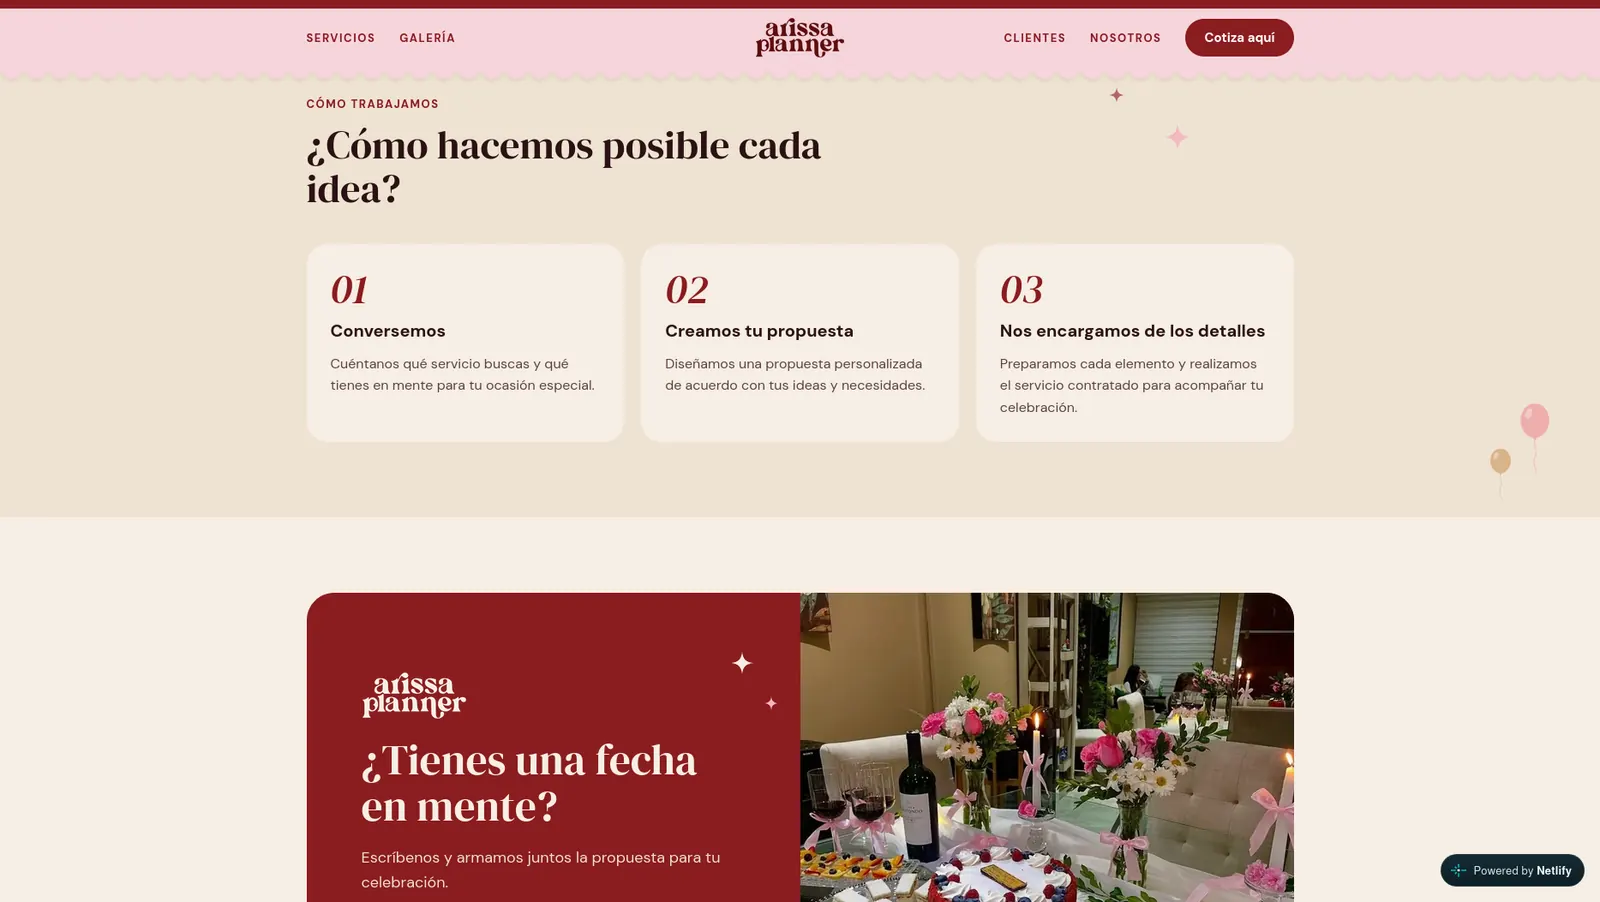 SERVICIOS GALERÍA arissa planner CLIENTES NOSOTROS Cotiza aquí
CÓMO TRABAJAMOS
¿Cómo hacemos posible cada
idea?
01
Conversemos
Cuéntanos qué servicio buscas y qué
tienes en mente para tu ocasión especial.
02
Creamos tu propuesta
Diseñamos una propuesta personalizada
de acuerdo con tus ideas y necesidades.
03
Nos encargamos de los detalles
Preparamos cada elemento y realizamos
el servicio contratado para acompañar tu
celebración.
arissa
planner
¿Tienes una fecha
en mente?
Escríbenos y armamos juntos la propuesta para tu
celebración.
Powered by Netlify